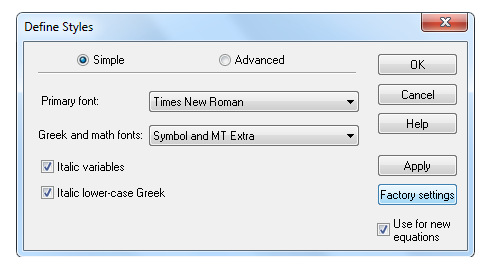 Define Styles
Simple
Advanced
OK
Primary font:
Times New Roman
Cancel
Help
Greek and math fonts:
Symbol and MT Extra
Italic variables
Apply
Italic lower-case Greek
Factory settings
Use for new
equations